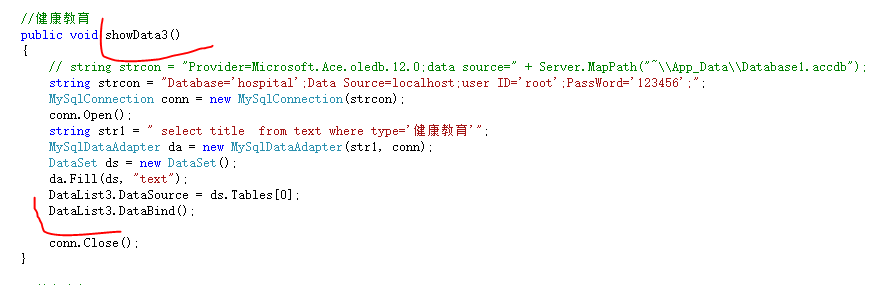 //健康教育
public void showData3()
{
// string strcon = "Provider=Microsoft.Ace.oledb.12.0;data source=" + Server.MapPath("~\\App_Data\\Database1.accdb");
string strcon = "Database='hospital';Data Source=localhost;user ID='root';PassWord='123456';";
MySqlConnection conn = new MySqlConnection(strcon);
conn.Open();
string str1 = " select title  from text where type='健康教育'";
MySqlDataAdapter da = new MySqlDataAdapter(str1, conn);
DataSet ds = new DataSet();
da.Fill(ds, "text");
DataList3.DataSource = ds.Tables[0];
DataList3.DataBind();
conn.Close();
}